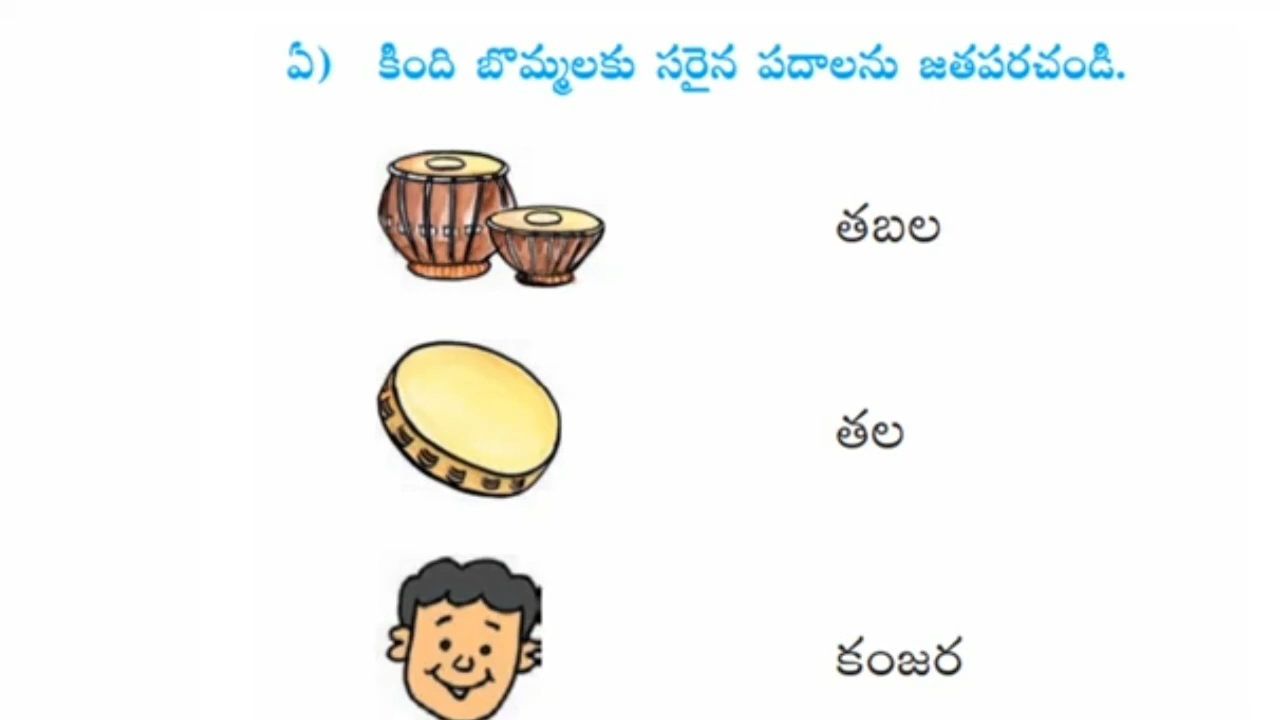 ఏ) కింది బొమ్మలకు సరైన పదాలను జతపరచండి.
తబల
తల
కంజర